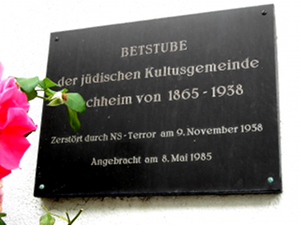 BETSTUBE
der jüdischen Kultusgemeinde
chheim von 1865 - 1938
Zerstört durch NS - Terror am 9. November 1938
Angebracht am 8. Mai 1985